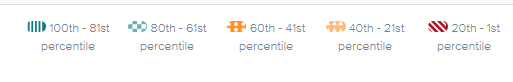 100th - 81st percentile
80th - 61st percentile
60th - 41st percentile
40th - 21st percentile
20th - 1st percentile